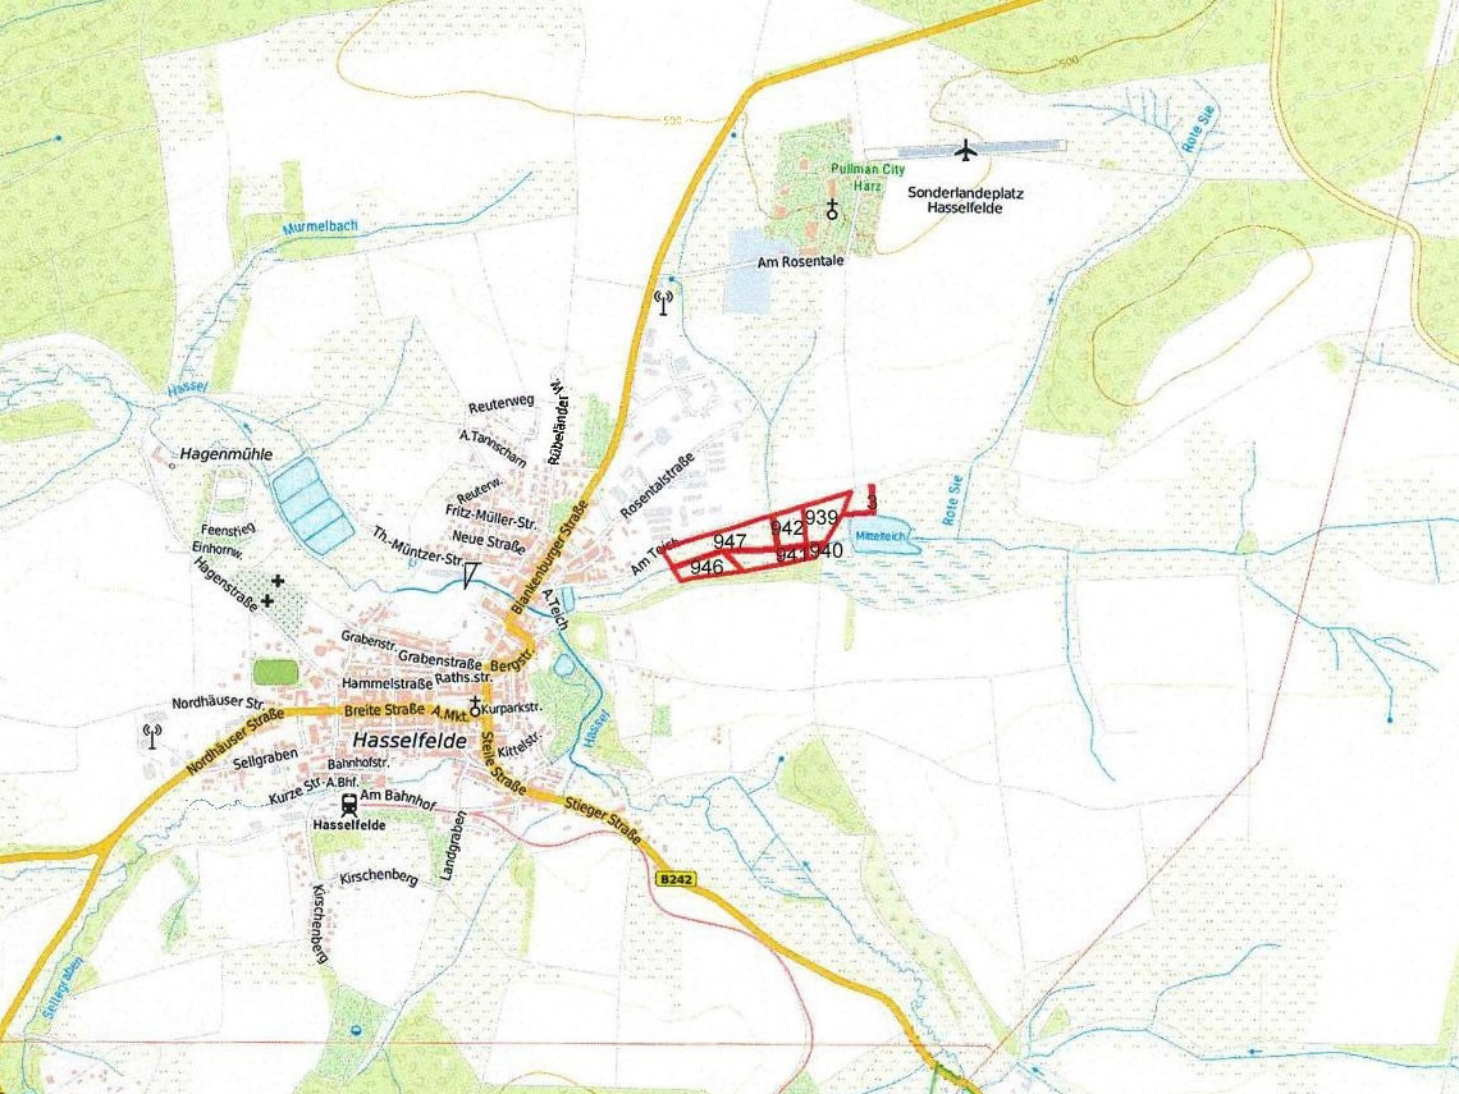 500
500
Rote Sie
Pullman City
Harz
Sonderlandeplatz
Hasselfelde
Murmelbach
Am Rosentale
Hassel
Reuterweg
Rübeländer W.
A.Tannscharn
Hagenmühle
Rosentalstraße
Reuterw.
Rote Sie
3
Fritz-Müller-Str.
939
942
Feenstieg
Th.-Müntzer-Str.
Neue Straße
Mittelteich
947
Einhornw.
Am Teich
941
940
946
Hagenstraße
Blankenburger Straße
A.Teich
Grabenstr.
Grabenstraße
Bergstr.
Hammelstraße
Raths.str.
Nordhäuser Str.
Breite Straße
A.Mkt.
Kurparkstr.
Nordhäuser Straße
Hassel
Hasselfelde
Kittelstr.
Sellgraben
Bahnhofstr.
Steile Straße
Kurze Str.
A.Bhf.
Am Bahnhof
Stieger Straße
Hasselfelde
Landgraben
Kirschenberg
B242
Kirschenberg
Sellegraben